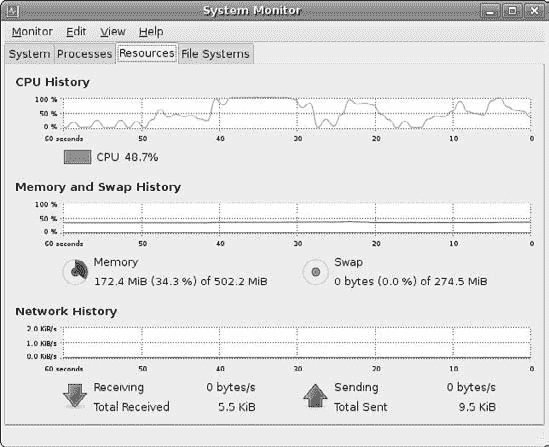 System Monitor
Monitor Edit View Help
System Processes Resources File Systems
CPU History
100 %
50 %
0 %
60 seconds 50 40 30 20 10 0
CPU 48.7%
Memory and Swap History
100 %
50 %
0 %
60 seconds 50 40 30 20 10 0
Memory Swap
172.4 MiB (34.3 %) of 502.2 MiB 0 bytes (0.0 %) of 274.5 MiB
Network History
2.0 KiB/s
1.0 KiB/s
0.0 KiB/s
60 seconds 50 40 30 20 10 0
Receiving 0 bytes/s Sending 0 bytes/s
Total Received 5.5 KiB Total Sent 9.5 KiB